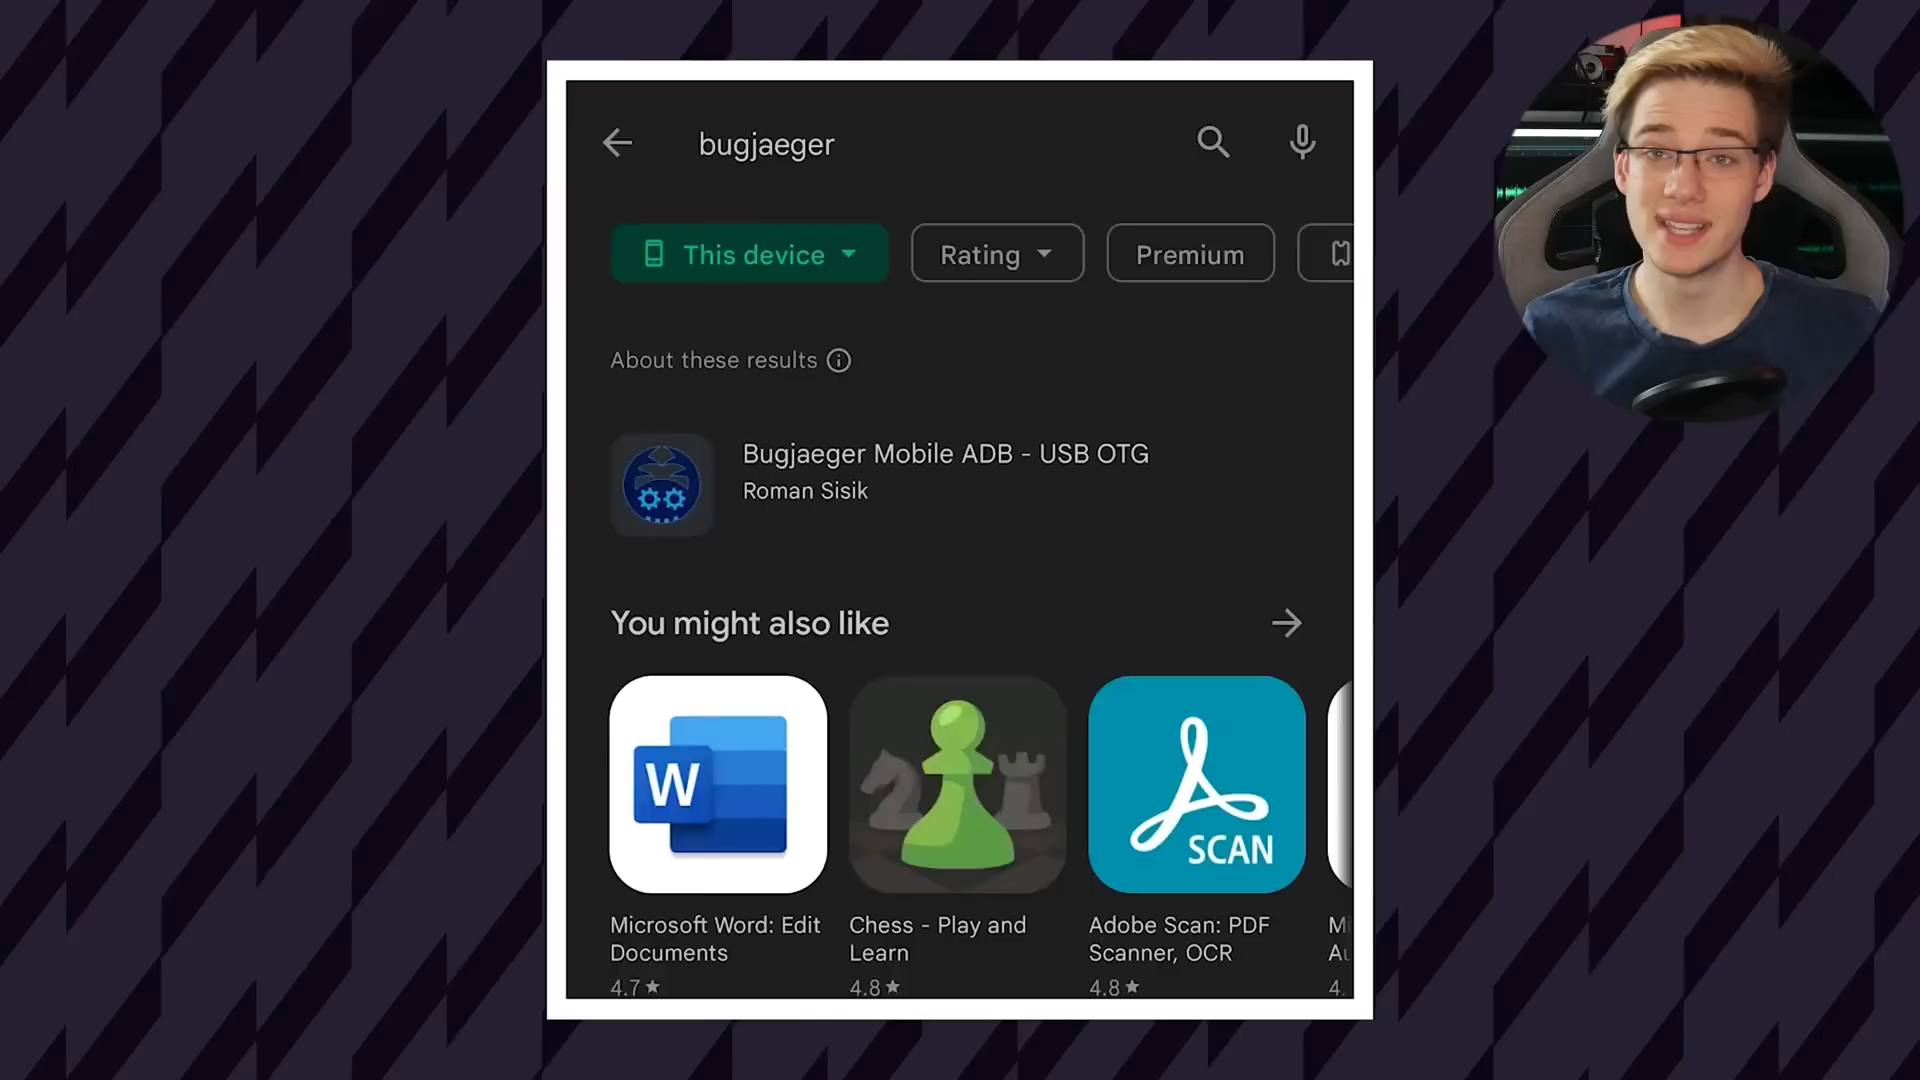 bugjaeger
This device
Rating
Premium
About these results
Bugjaeger Mobile ADB - USB OTG
Roman Sisik
You might also like
W
SCAN
Microsoft Word: Edit
Documents
4.7★
Chess - Play and
Learn
4.8★
Adobe Scan: PDF
Scanner, OCR
4.8★
4.